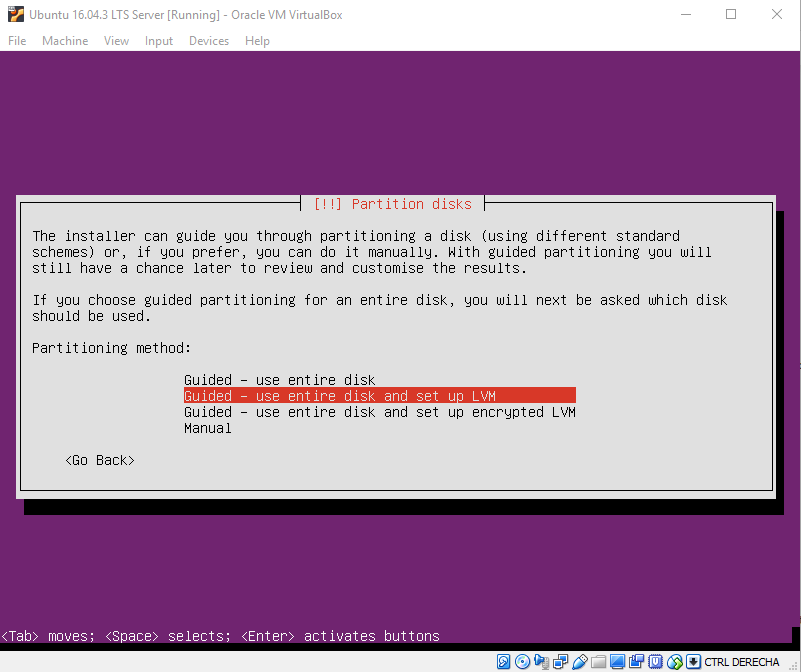 Ubuntu 16.04.3 LTS Server [Running] - Oracle VM VirtualBox
File Machine View Input Devices Help
[!!] Partition disks
The installer can guide you through partitioning a disk (using different standard
schemes) or, if you prefer, you can do it manually. With guided partitioning you will
still have a chance later to review and customise the results.
If you choose guided partitioning for an entire disk, you will next be asked which disk
should be used.
Partitioning method:
Guided - use entire disk
Guided - use entire disk and set up LVM
Guided - use entire disk and set up encrypted LVM
Manual
<Go Back>
<Tab> moves; <Space> selects; <Enter> activates buttons
CTRL DERECHA